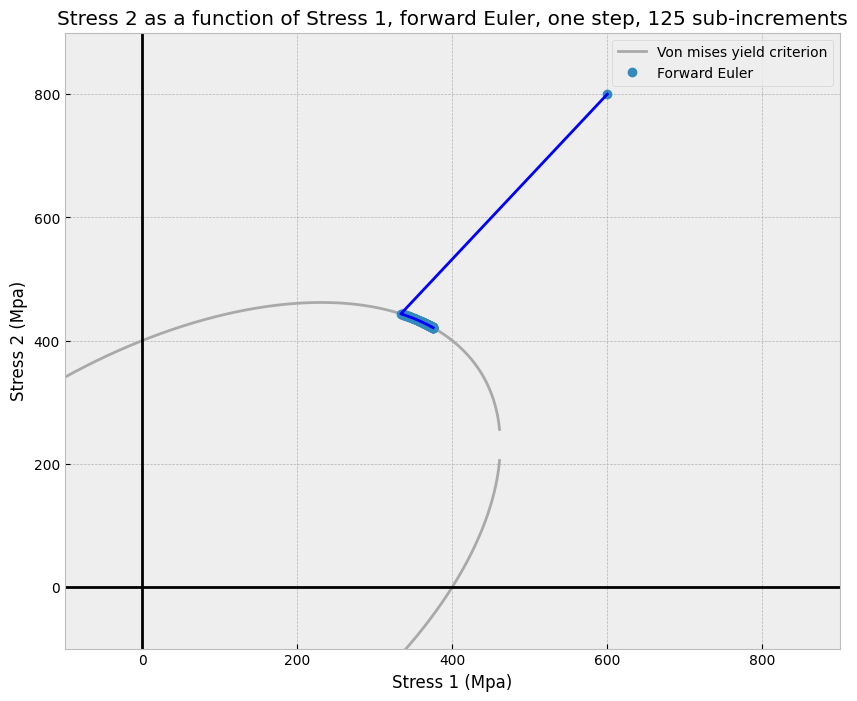 Stress 2 as a function of Stress 1, forward Euler, one step, 125 sub-increments
Von mises yield criterion
Forward Euler
800
600
400
200
0
Stress 2 (Mpa)
0
200
400
600
800
Stress 1 (Mpa)